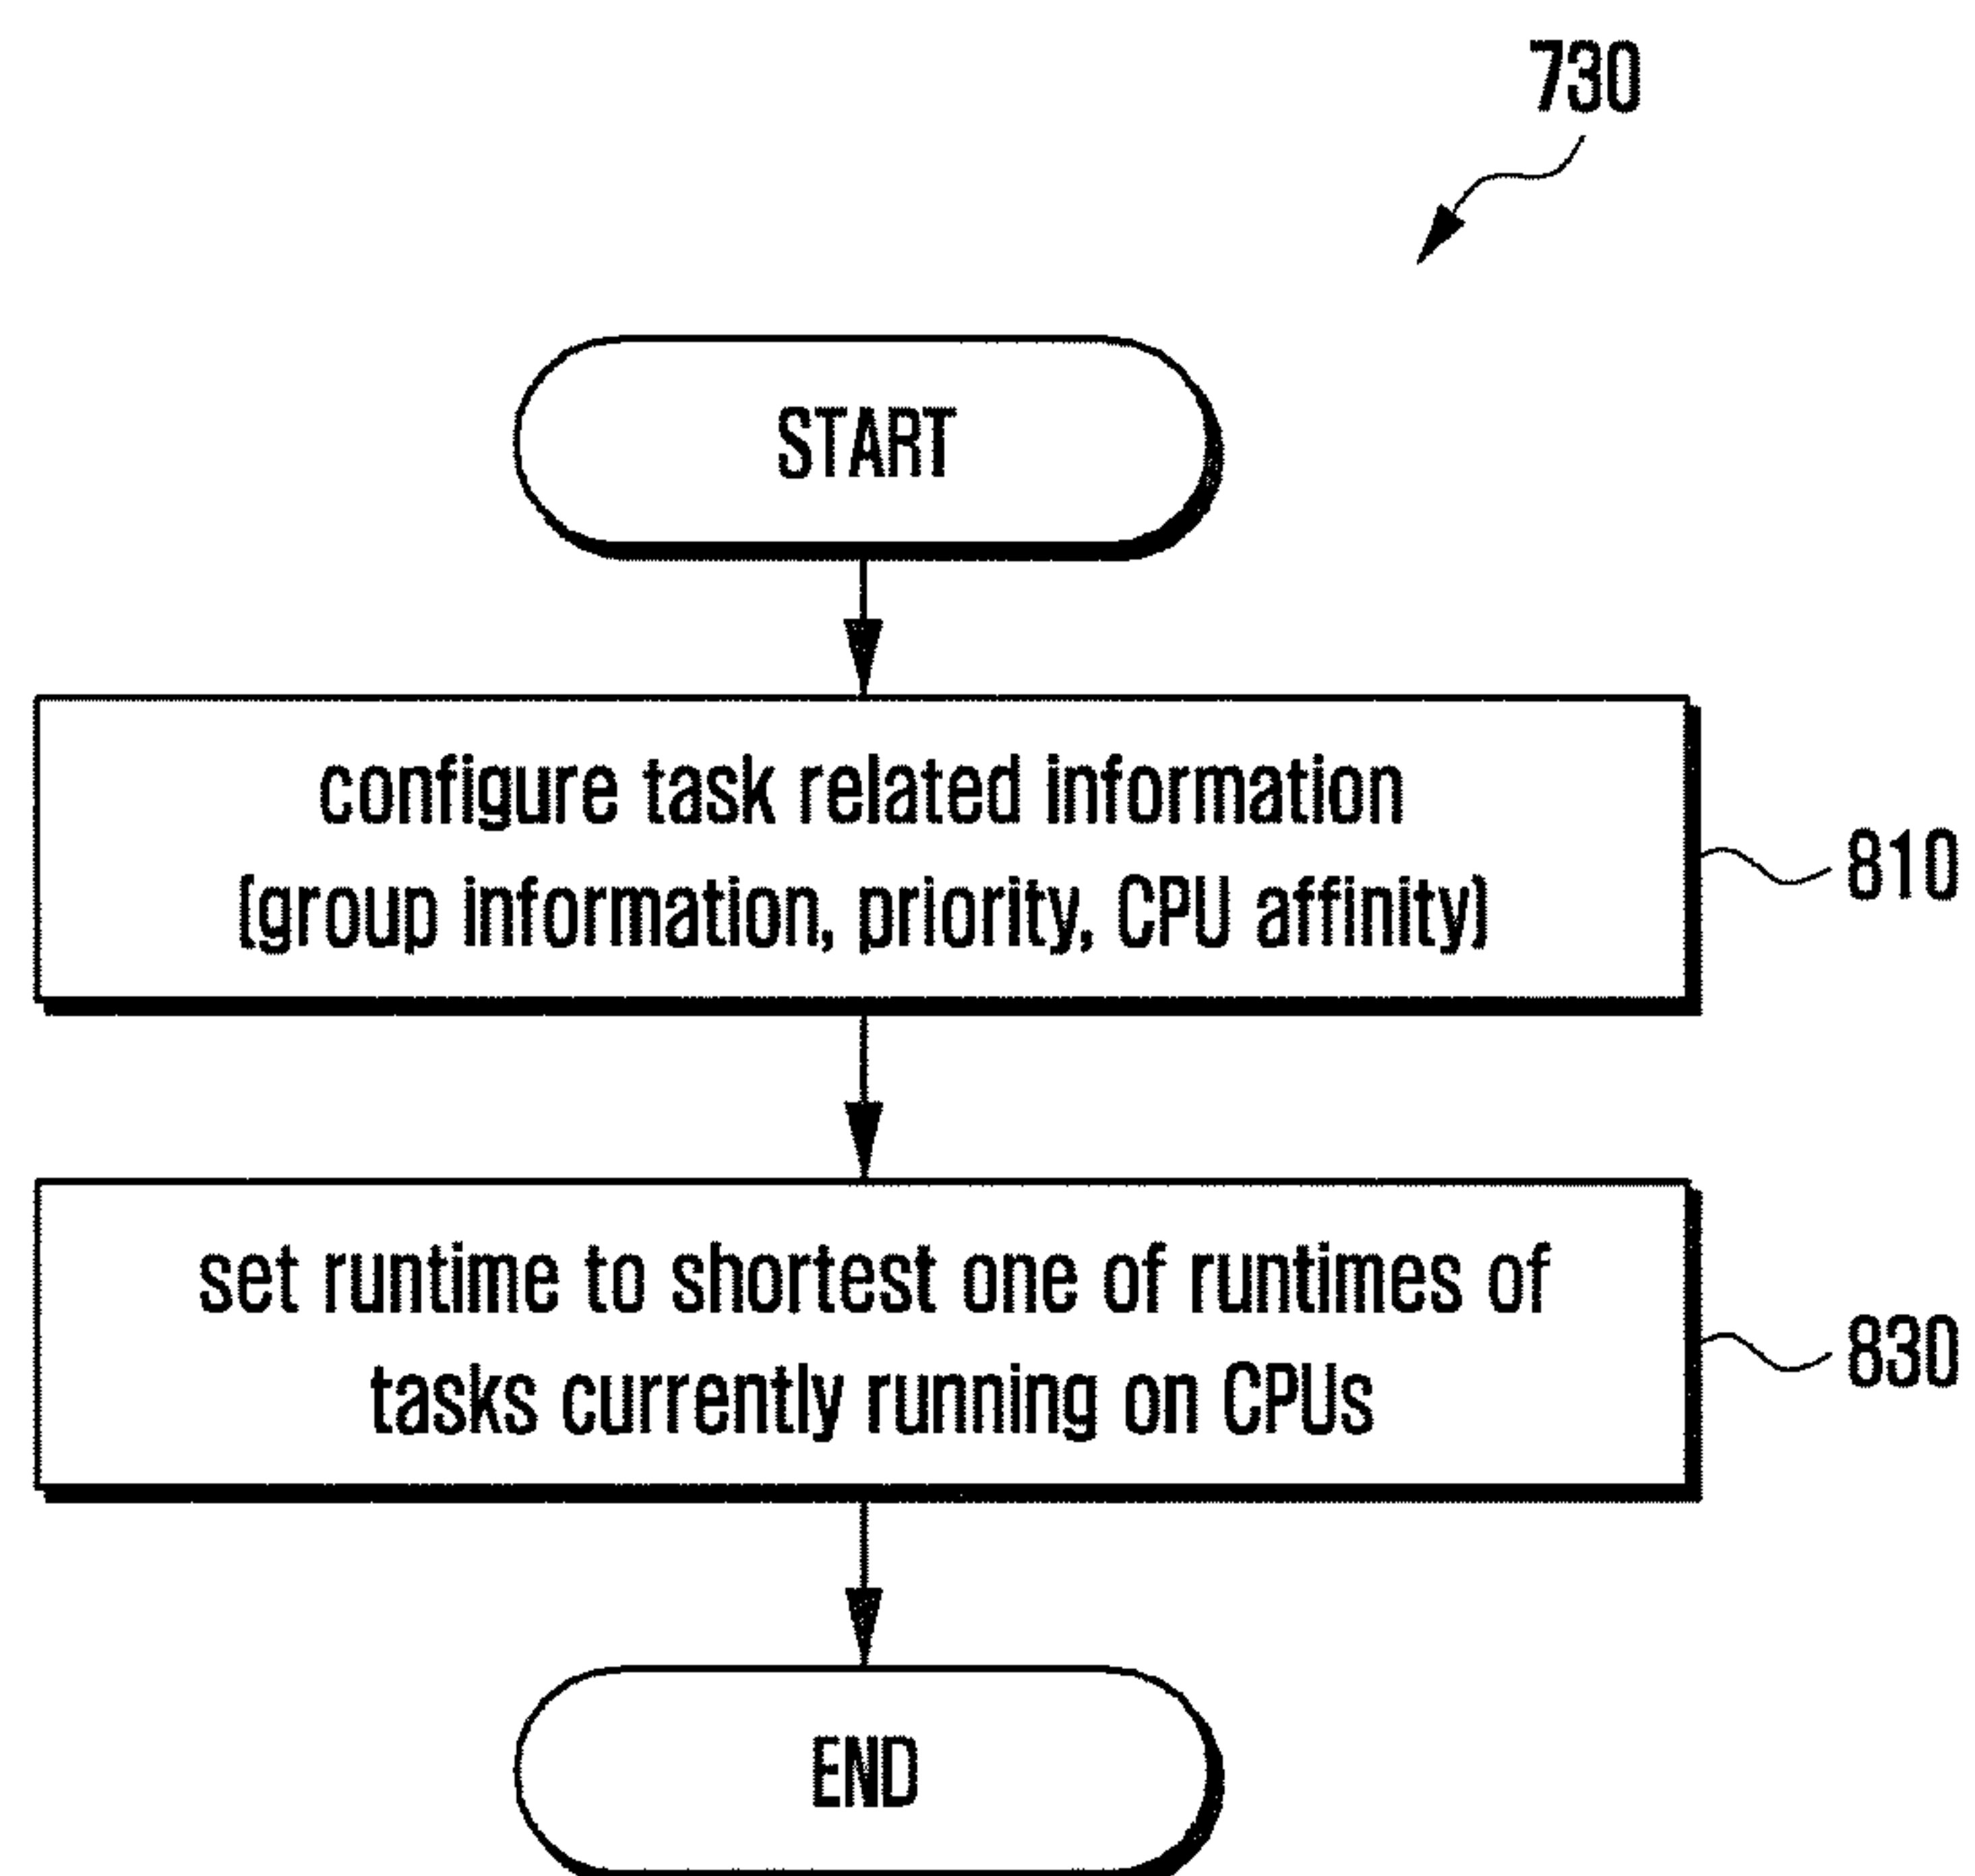 730
START
configure task related information
(group information, priority, CPU affinity)
810
set runtime to shortest one of runtimes of
tasks currently running on CPUs
830
END